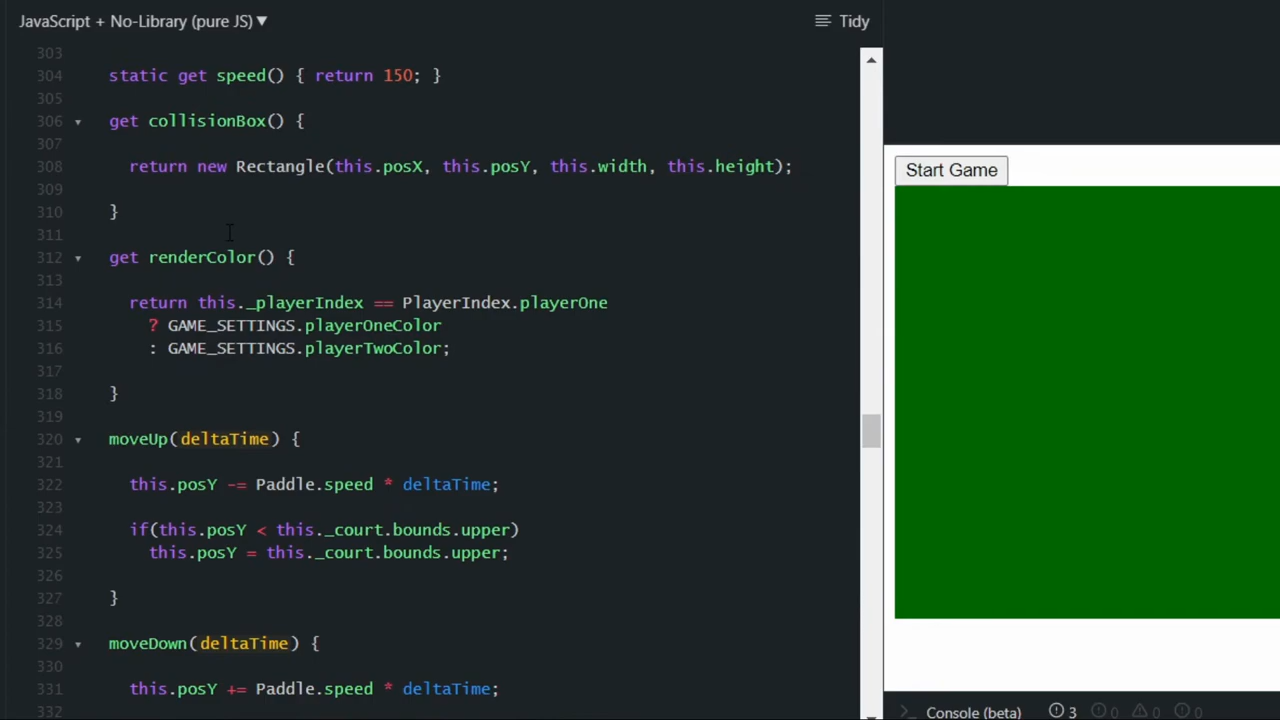 JavaScript + No-Library (pure JS) ▼
Tidy
303
304 static get speed() { return 150; }
305
306 get collisionBox() {
307
308 return new Rectangle(this.posX, this.posY, this.width, this.height);
309
310 }
311
312 get renderColor() {
313
314 return this._playerIndex == PlayerIndex.playerOne
315 ? GAME_SETTINGS.playerOneColor
316 : GAME_SETTINGS.playerTwoColor;
317
318 }
319
320 moveUp(deltaTime) {
321
322 this.posY -= Paddle.speed * deltaTime;
323
324 if(this.posY < this._court.bounds.upper)
325 this.posY = this._court.bounds.upper;
326
327 }
328
329 moveDown(deltaTime) {
330
331 this.posY += Paddle.speed * deltaTime;
332
Start Game
Console (beta) 3 0 0 0